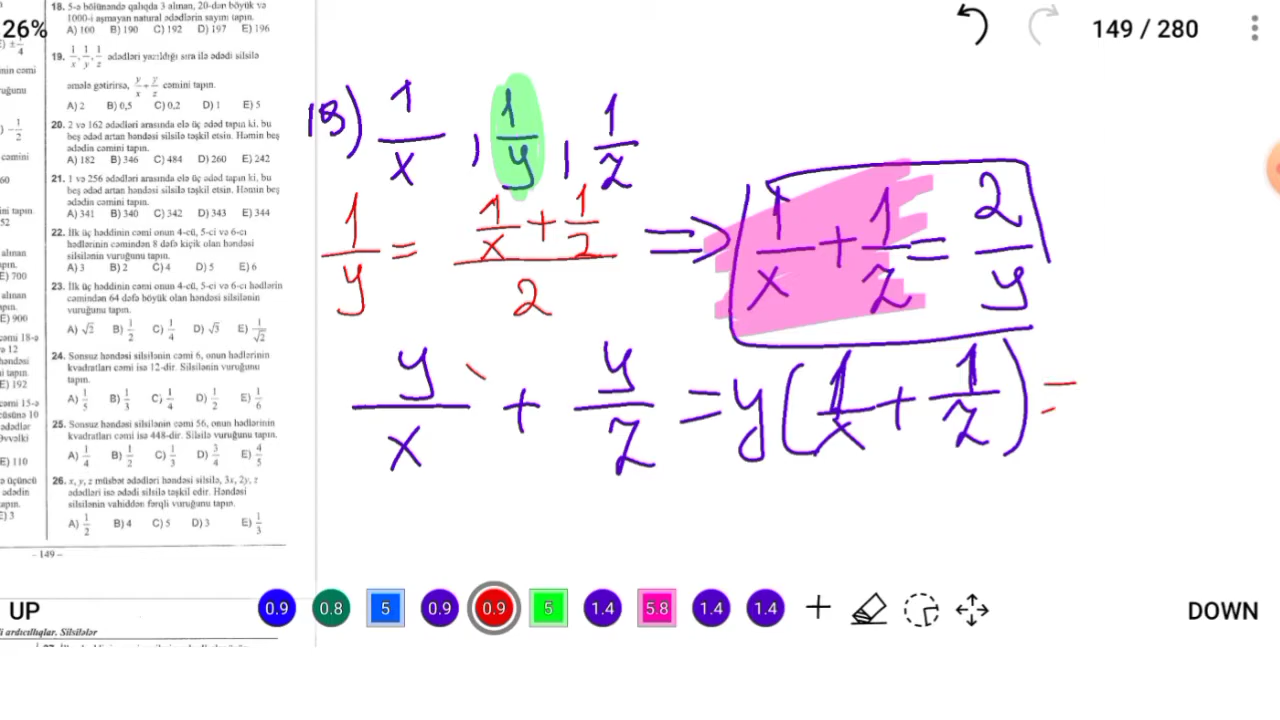 26%
149 / 280
18. 5-ə bölünəndə qalıqda 3 alınan, 20-dən böyük və
1000-i aşmayan natural ədədlərin sayını tapın.
A) 100 B) 190 C) 192 D) 197 E) 196
19. 1/x, 1/y, 1/z ədədləri yazıldığı sıra ilə ədədi silsilə
əmələ gətirirsə, y/x + y/z cəmini tapın.
A) 2 B) 0,5 C) 0,2 D) 1 E) 5
20. 2 və 162 ədədləri arasında elə üç ədəd tapın ki, bu
beş ədəd artan həndəsi silsilə təşkil etsin. Həmin beş
ədədin cəmini tapın.
A) 182 B) 346 C) 484 D) 260 E) 242
21. 1 və 256 ədədləri arasında elə üç ədəd tapın ki, bu
beş ədəd artan həndəsi silsilə təşkil etsin. Həmin beş
ədədin cəmini tapın.
A) 341 B) 340 C) 342 D) 343 E) 344
22. İlk üç həddinin cəmi onun 4-cü, 5-ci və 6-cı
hədlərinin cəmindən 8 dəfə kiçik olan həndəsi
silsilənin vuruğunu tapın.
A) 3 B) 2 C) 4 D) 5 E) 6
23. İlk üç həddinin cəmi onun 4-cü, 5-ci və 6-cı hədlərin
cəmindən 64 dəfə böyük olan həndəsi silsilənin
vuruğunu tapın.
A) √2 B) 1/2 C) 1/4 D) √3 E) 1/√2
24. Sonsuz həndəsi silsilənin cəmi 6, onun hədlərinin
kvadratları cəmi isə 12-dir. Silsilənin vuruğunu
tapın.
A) 1/5 B) 1/3 C) 1/4 D) 1/2 E) 1/6
25. Sonsuz həndəsi silsilənin cəmi 56, onun hədlərinin
kvadratları cəmi isə 448-dir. Silsilə vuruğunu tapın.
A) 1/4 B) 1/2 C) 1/3 D) 3/4 E) 4/5
26. x, y, z müsbət ədədləri həndəsi silsilə, 3x, 2y, z
ədədləri isə ədədi silsilə təşkil edir. Həndəsi
silsilənin vahiddən fərqli vuruğunu tapın.
A) 1/2 B) 4 C) 5 D) 3 E) 1/3
– 149 –
18) 1/x , 1/y , 1/z
1/y = (1/x + 1/2)/2 => 1/x + 1/z = 2/y
y/x + y/z = y(1/x + 1/z) =
UP
0.9 0.8 5 0.9 0.9 5 1.4 5.8 1.4 1.4
DOWN
ardıcıllıqlar. Silsilələr